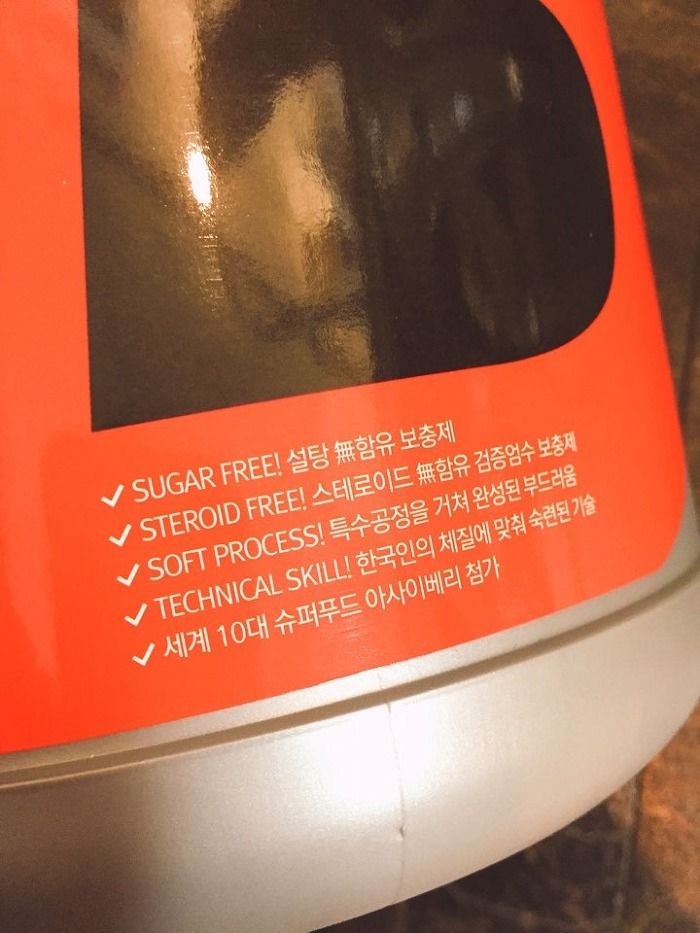 ✓ SUGAR FREE! 설탕 無함유 보충제
✓ STEROID FREE! 스테로이드 無함유 검증엄수 보충제
✓ SOFT PROCESS! 특수공정을 거쳐 완성된 부드러움
✓ TECHNICAL SKILL! 한국인의 체질에 맞춰 숙련된 기술
✓ 세계 10대 슈퍼푸드 아사이베리 첨가